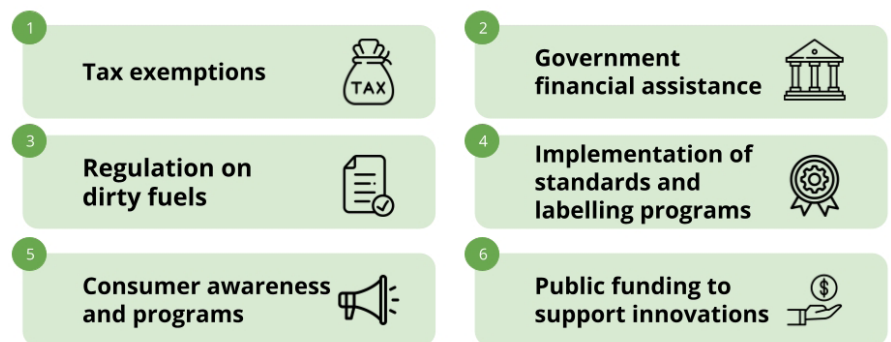 1
Tax exemptions
TAX
2
Government
financial assistance
3
Regulation on
dirty fuels
4
Implementation of
standards and
labelling programs
5
Consumer awareness
and programs
6
Public funding to
support innovations
$